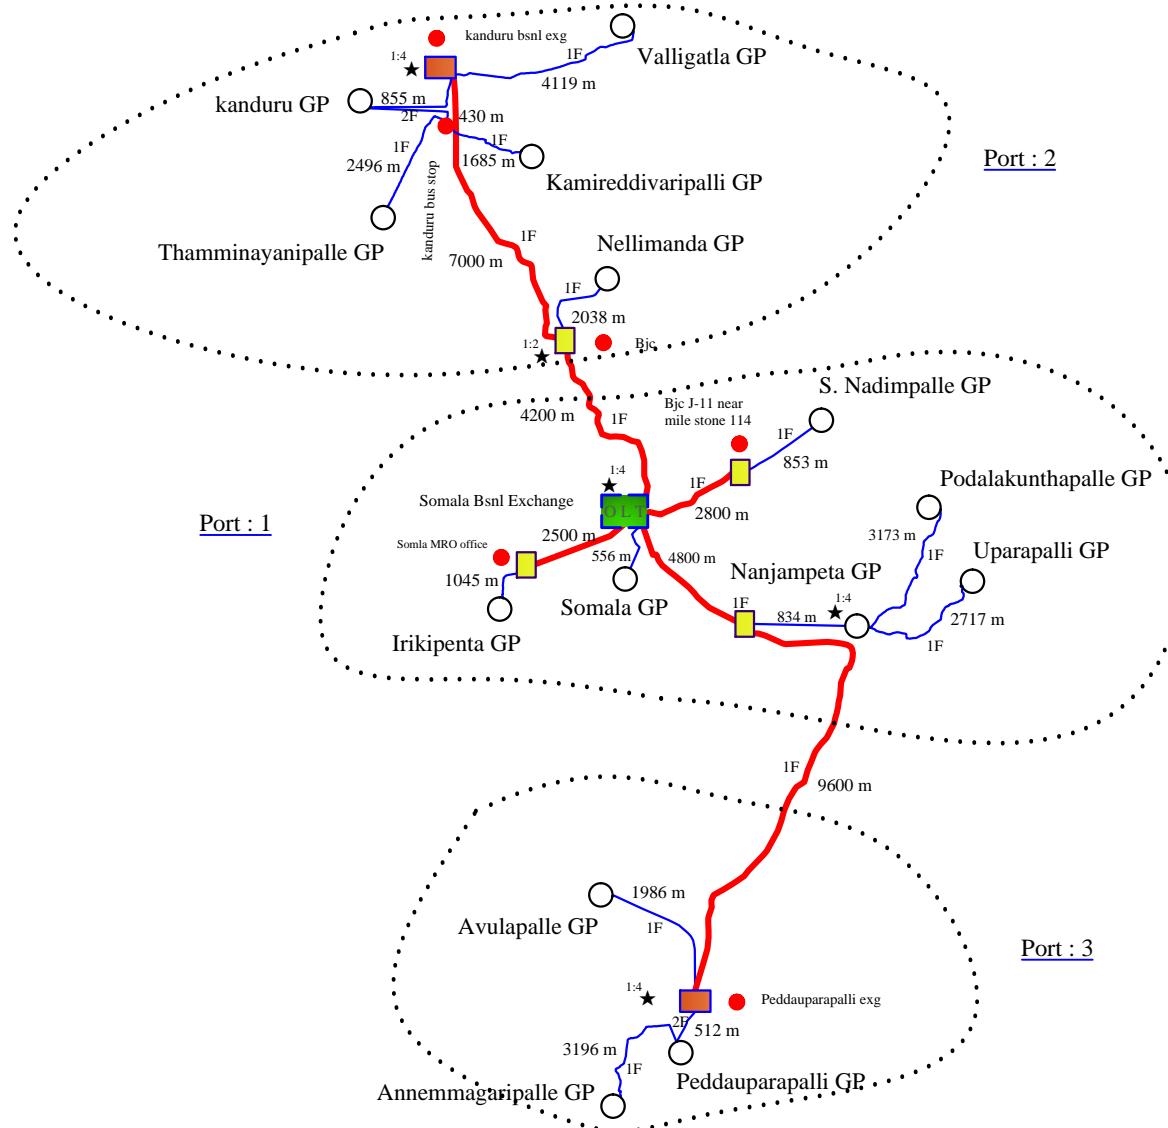 kanduru bsnl exg
1F
Valligatla GP
1:4
4119 m
kanduru GP
855 m
2F
430 m
1F
1F
2496 m
1685 m
Kamireddivaripalli GP
kanduru bus stop
Thamminayanipalle GP
Port : 2
1F
7000 m
Nellimanda GP
1F
2038 m
1:2
Bjc
4200 m
1F
Bjc J-11 near
mile stone 114
S. Nadimpalle GP
1F
853 m
1:4
Somala Bsnl Exchange
O L T
1F
2800 m
Podalakunthapalle GP
Port : 1
2500 m
Somla MRO office
1045 m
556 m
4800 m
3173 m
1F
Uparapalli GP
Nanjampeta GP
1:4
Somala GP
Irikipenta GP
1F
834 m
2717 m
1F
1F
9600 m
1986 m
Avulapalle GP
1F
Port : 3
1:4
Peddauparapalli exg
2F
512 m
3196 m
1F
Peddauparapalli GP
Annemmagaripalle GP